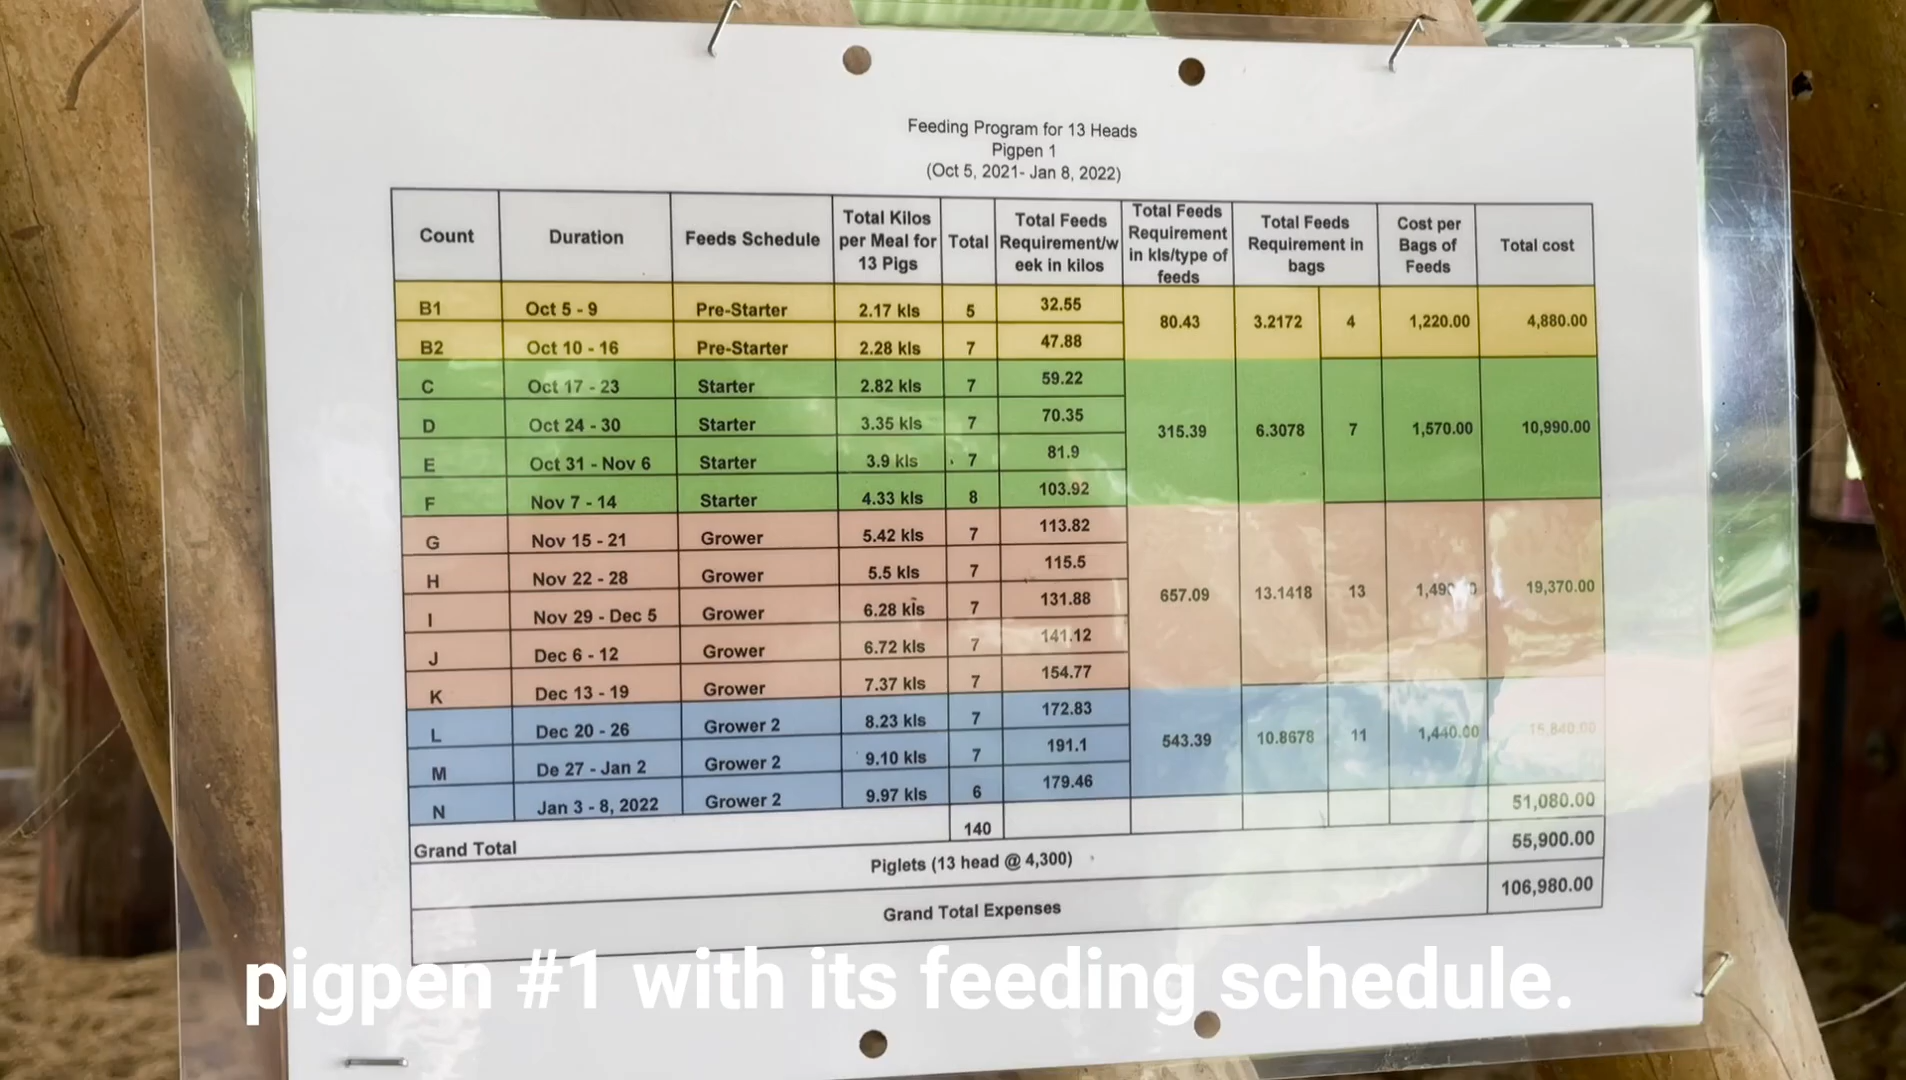 Feeding Program for 13 Heads
Pigpen 1
(Oct 5, 2021- Jan 8, 2022)
Count Duration Feeds Schedule Total Kilos per Meal for 13 Pigs Total Total Feeds Requirement/w eek in kilos Total Feeds Requirement in kls/type of feeds Total Feeds Requirement in bags Cost per Bags of Feeds Total cost
B1 Oct 5 - 9 Pre-Starter 2.17 kls 5 32.55 80.43 3.2172 4 1,220.00 4,880.00
B2 Oct 10 - 16 Pre-Starter 2.28 kls 7 47.88
C Oct 17 - 23 Starter 2.82 kls 7 59.22 315.39 6.3078 7 1,570.00 10,990.00
D Oct 24 - 30 Starter 3.35 kls 7 70.35
E Oct 31 - Nov 6 Starter 3.9 kls 7 81.9
F Nov 7 - 14 Starter 4.33 kls 8 103.92
G Nov 15 - 21 Grower 5.42 kls 7 113.82 657.09 13.1418 13 19,370.00
H Nov 22 - 28 Grower 5.5 kls 7 115.5
I Nov 29 - Dec 5 Grower 6.28 kls 7 131.88
J Dec 6 - 12 Grower 6.72 kls 7 141.12
K Dec 13 - 19 Grower 7.37 kls 7 154.77
L Dec 20 - 26 Grower 2 8.23 kls 7 172.83 543.39 10.8678 11 1,440.00 15,840.00
M De 27 - Jan 2 Grower 2 9.10 kls 7 191.1
N Jan 3 - 8, 2022 Grower 2 9.97 kls 6 179.46
Grand Total 140 51,080.00
Piglets (13 head @ 4,300) 55,900.00
Grand Total Expenses 106,980.00
pigpen #1 with its feeding schedule.